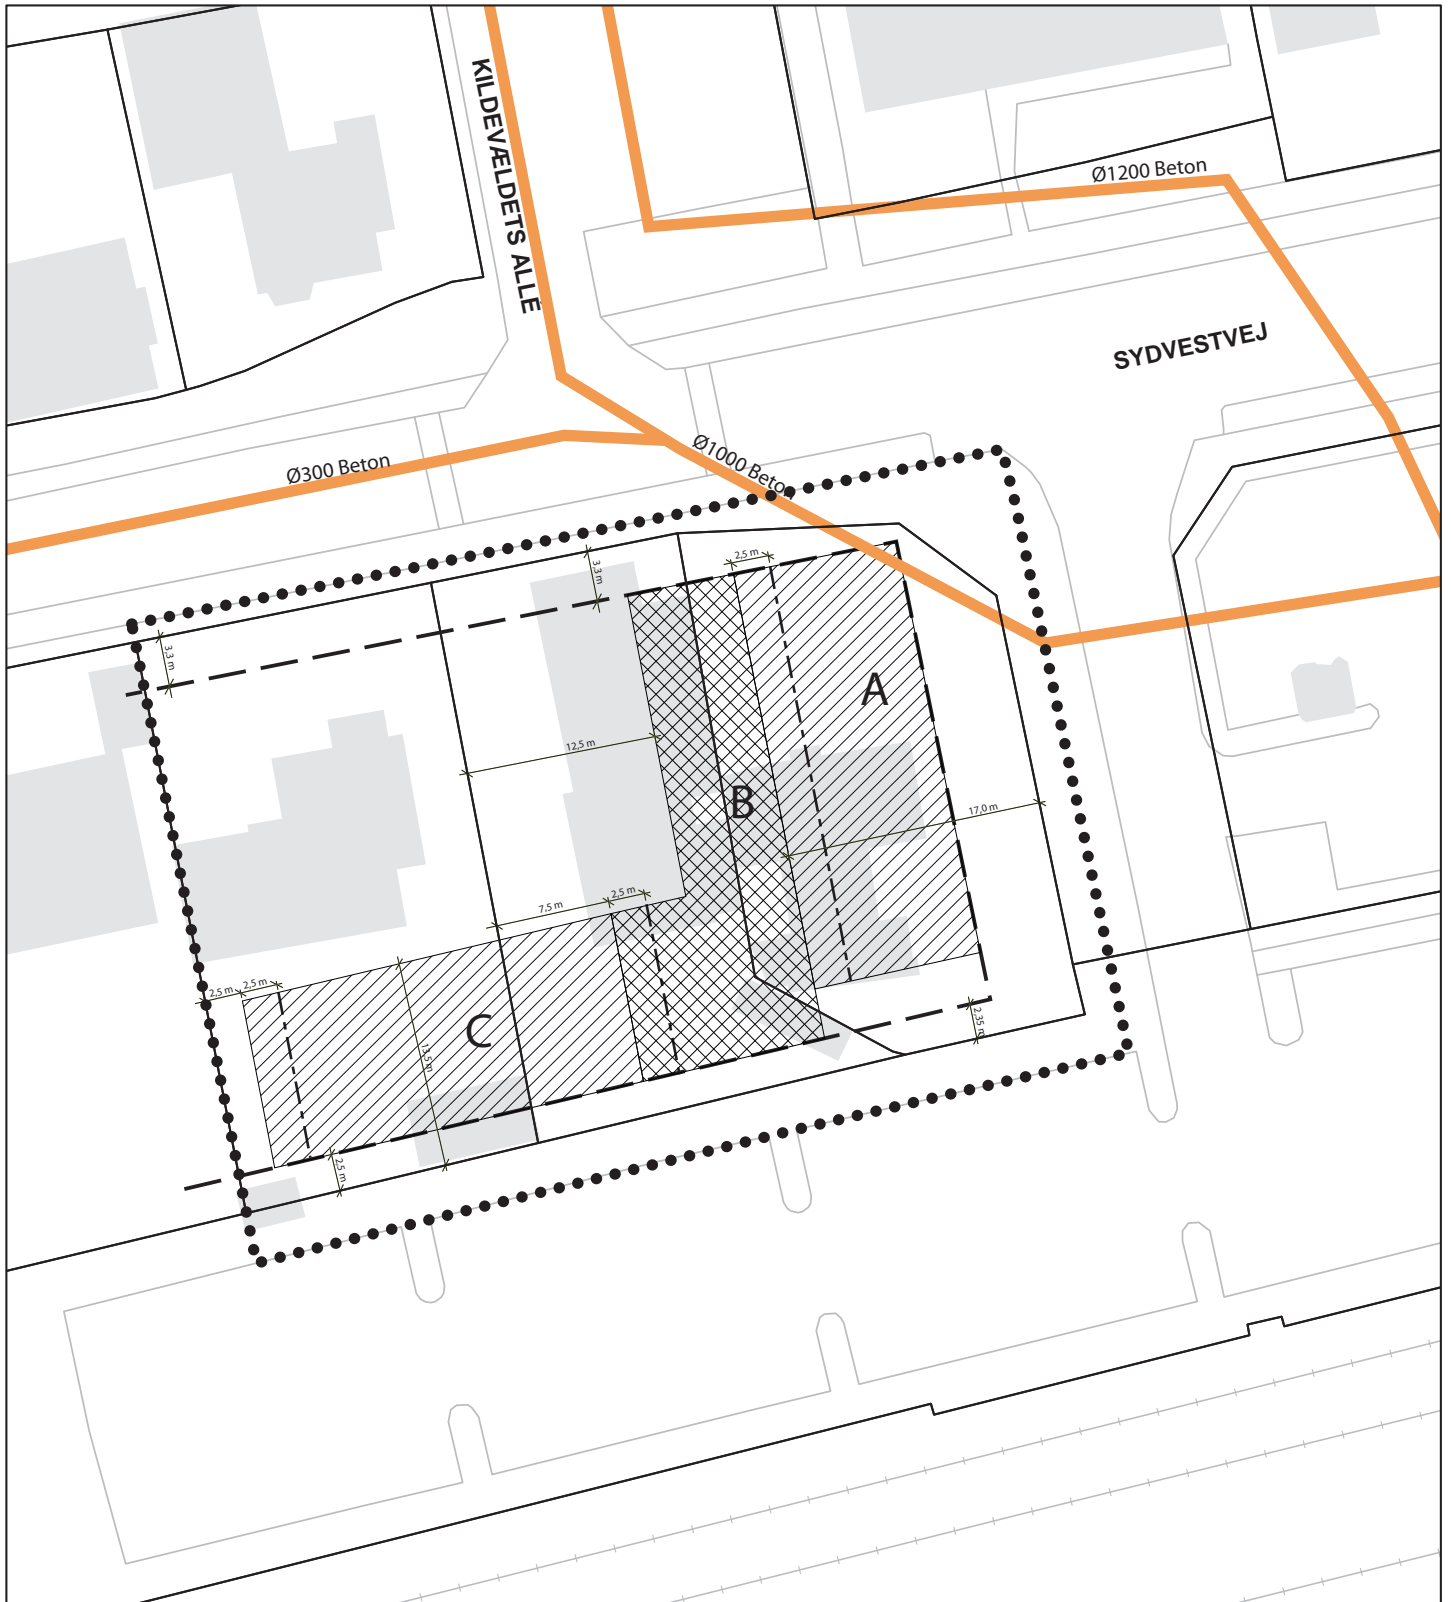 KILDEVÆLDETS ALLÉ
Ø1200 Beton
SYDVESTVEJ
Ø300 Beton
Ø1000 Beton
2,5 m
3,3 m
3,3 m
A
12,5 m
B
17,0 m
2,5 m
7,5 m
2,5 m
2,5 m
C
13,5 m
2,35 m
2,5 m